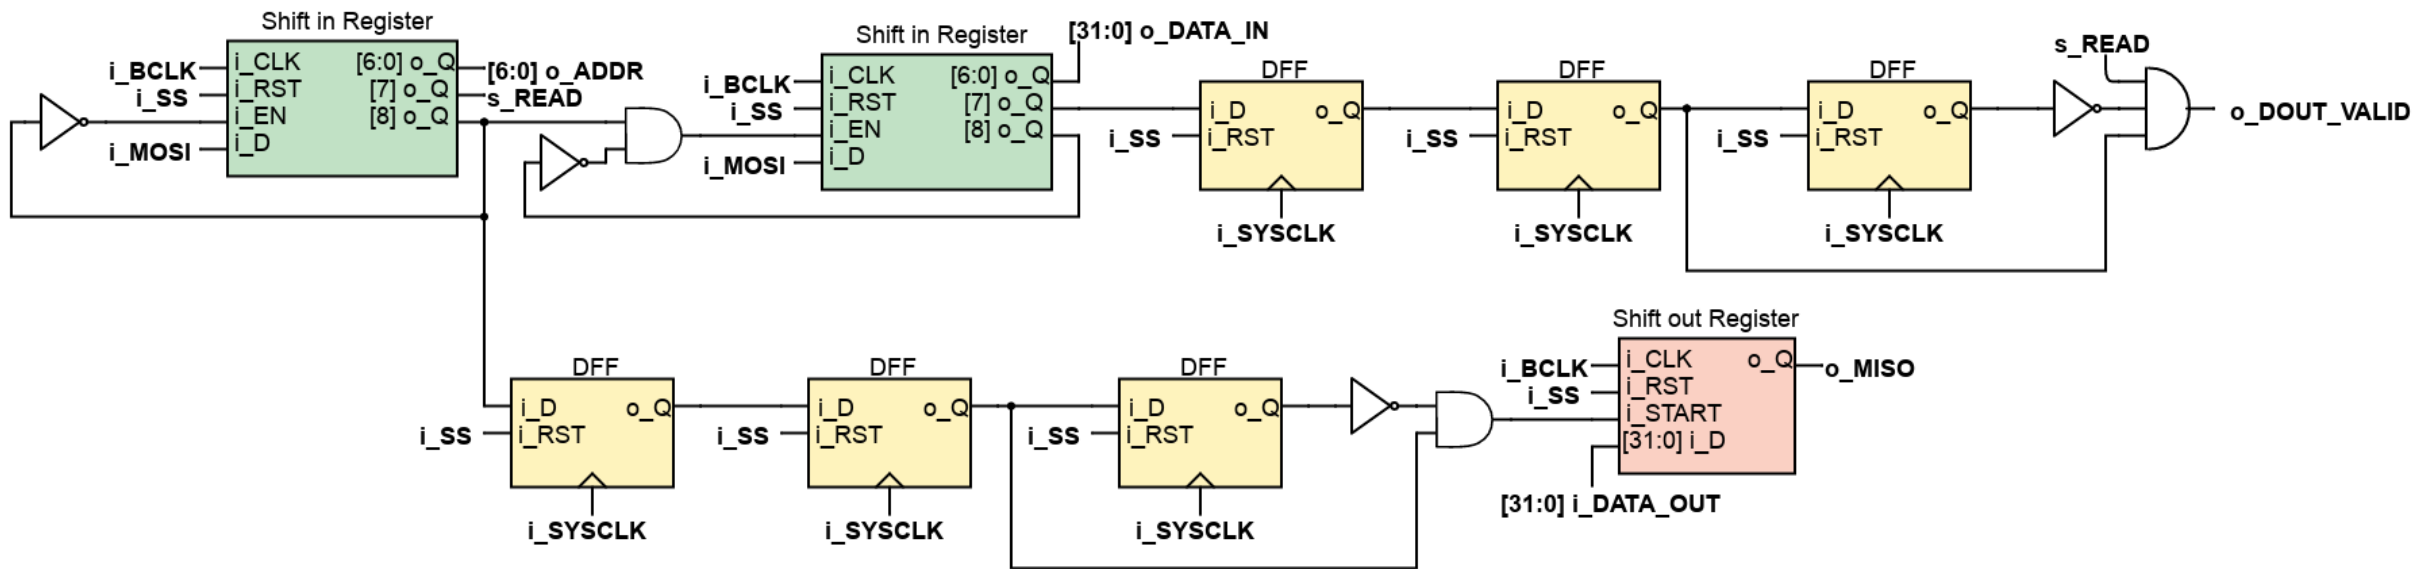 Shift in Register
i_BCLK
i_SS
i_MOSI
i_CLK
i_RST
i_EN
i_D
[6:0] o_Q
[7] o_Q
[8] o_Q
[6:0] o_ADDR
s_READ
Shift in Register
i_BCLK
i_SS
i_MOSI
i_CLK
i_RST
i_EN
i_D
[6:0] o_Q
[7] o_Q
[8] o_Q
[31:0] o_DATA_IN
DFF
i_D
o_Q
i_RST
i_SS
i_SYSCLK
DFF
i_D
o_Q
i_RST
i_SS
i_SYSCLK
DFF
i_D
o_Q
i_RST
i_SS
i_SYSCLK
s_READ
o_DOUT_VALID
DFF
i_D
o_Q
i_RST
i_SS
i_SYSCLK
DFF
i_D
o_Q
i_RST
i_SS
i_SYSCLK
DFF
i_D
o_Q
i_RST
i_SS
i_SYSCLK
Shift out Register
i_BCLK
i_SS
i_CLK
o_Q
i_RST
i_START
[31:0] i_D
o_MISO
[31:0] i_DATA_OUT